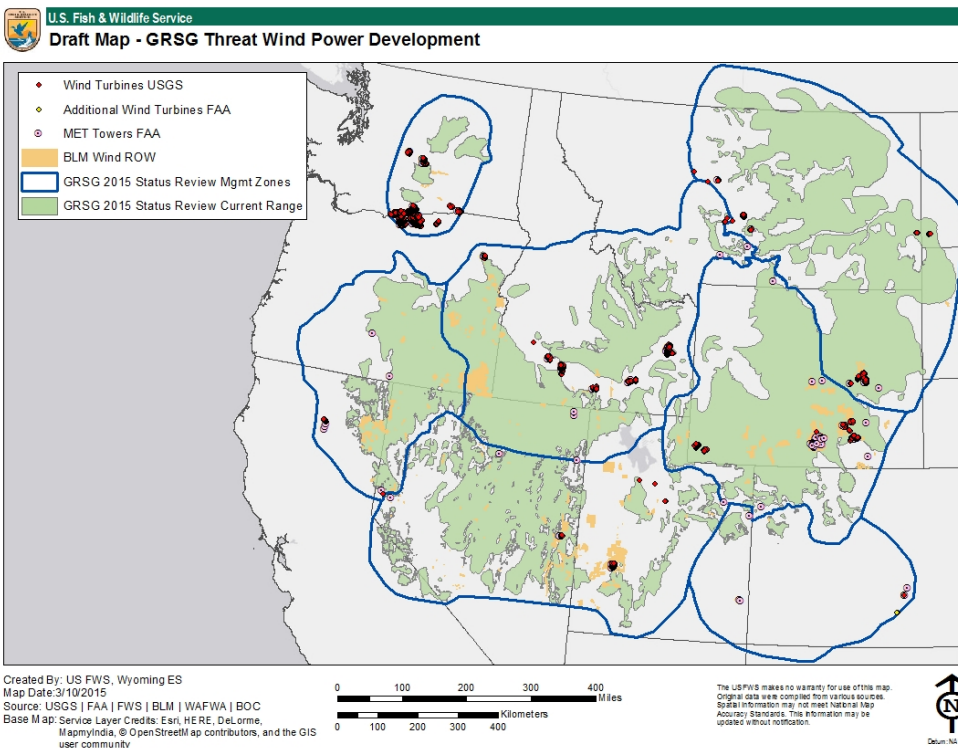 U.S. Fish & Wildlife Service
Draft Map - GRSG Threat Wind Power Development
Wind Turbines USGS
Additional Wind Turbines FAA
MET Towers FAA
BLM Wind ROW
GRSG 2015 Status Review Mgmt Zones
GRSG 2015 Status Review Current Range
Created By: US FWS, Wyoming ES
Map Date:3/10/2015
Source: USGS | FAA | FWS | BLM | WAFWA | BOC
Base Map: Service Layer Credits: Esri, HERE, DeLorme,
MapmyIndia, © OpenStreetMap contributors, and the GIS
user community
0 100 200 300 400
Miles
Kilometers
0 100 200 300 400
The USFWS makes no warranty for use of this map.
Original data were compiled from various sources.
Spatial information may not meet National Map
Accuracy Standards. This information may be
updated without notification.
N
Datum: NA